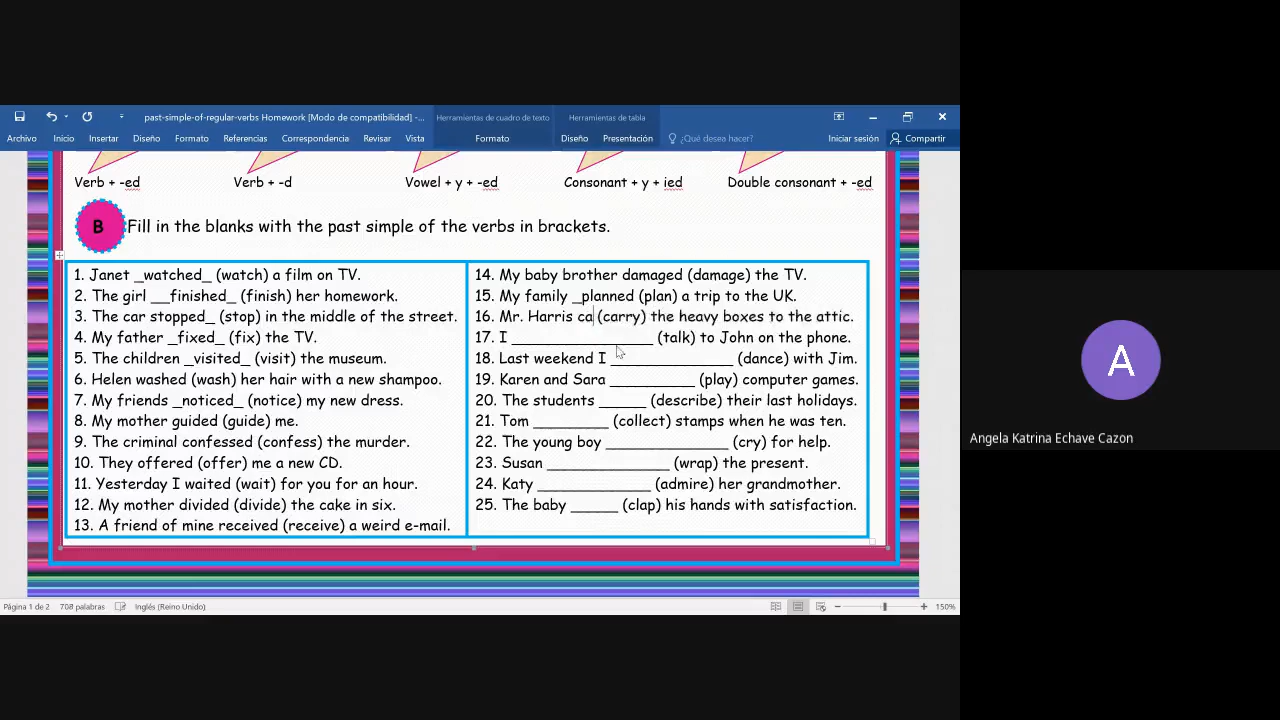 past-simple-of-regular-verbs Homework [Modo de compatibilidad] -...
Herramientas de cuadro de texto
Herramientas de tabla
Archivo Inicio Insertar Diseño Formato Referencias Correspondencia Revisar Vista Formato Diseño Presentación ¿Qué desea hacer? Iniciar sesión Compartir
Verb + -ed Verb + -d Vowel + y + -ed Consonant + y + ied Double consonant + -ed
B Fill in the blanks with the past simple of the verbs in brackets.
1. Janet _watched_ (watch) a film on TV.
2. The girl __finished_ (finish) her homework.
3. The car stopped_ (stop) in the middle of the street.
4. My father _fixed_ (fix) the TV.
5. The children _visited_ (visit) the museum.
6. Helen washed (wash) her hair with a new shampoo.
7. My friends _noticed_ (notice) my new dress.
8. My mother guided (guide) me.
9. The criminal confessed (confess) the murder.
10. They offered (offer) me a new CD.
11. Yesterday I waited (wait) for you for an hour.
12. My mother divided (divide) the cake in six.
13. A friend of mine received (receive) a weird e-mail.
14. My baby brother damaged (damage) the TV.
15. My family _planned (plan) a trip to the UK.
16. Mr. Harris ca (carry) the heavy boxes to the attic.
17. I _______________ (talk) to John on the phone.
18. Last weekend I _____________ (dance) with Jim.
19. Karen and Sara _________ (play) computer games.
20. The students _____ (describe) their last holidays.
21. Tom ________ (collect) stamps when he was ten.
22. The young boy _____________ (cry) for help.
23. Susan _____________ (wrap) the present.
24. Katy ____________ (admire) her grandmother.
25. The baby _____ (clap) his hands with satisfaction.
Página 1 de 2 708 palabras Inglés (Reino Unido) 150%
A
Angela Katrina Echave Cazon